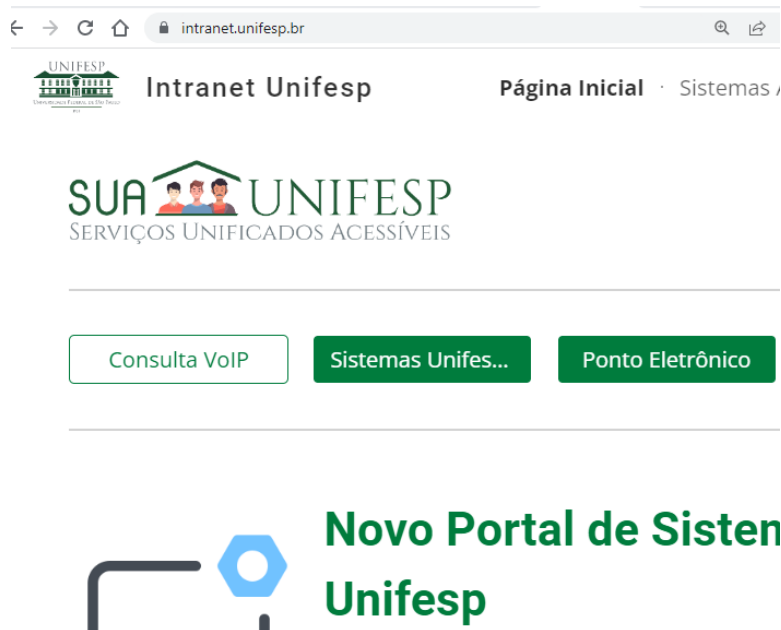 intranet.unifesp.br
UNIFESP
Intranet Unifesp
Página Inicial · Sistemas
SUA UNIFESP
SERVIÇOS UNIFICADOS ACESSÍVEIS
Consulta VoIP
Sistemas Unifes...
Ponto Eletrônico
Novo Portal de Sistem
Unifesp